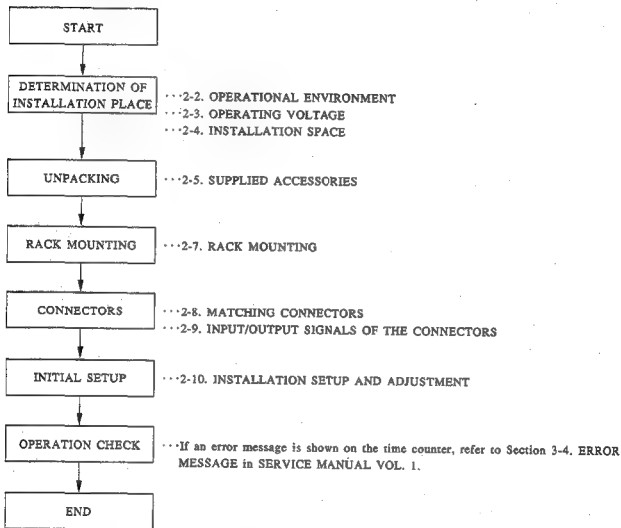 START
DETERMINATION OF
INSTALLATION PLACE
···2-2. OPERATIONAL ENVIRONMENT
···2-3. OPERATING VOLTAGE
···2-4. INSTALLATION SPACE
UNPACKING
···2-5. SUPPLIED ACCESSORIES
RACK MOUNTING
···2-7. RACK MOUNTING
CONNECTORS
···2-8. MATCHING CONNECTORS
···2-9. INPUT/OUTPUT SIGNALS OF THE CONNECTORS
INITIAL SETUP
···2-10. INSTALLATION SETUP AND ADJUSTMENT
OPERATION CHECK
···If an error message is shown on the time counter, refer to Section 3-4. ERROR
MESSAGE in SERVICE MANUAL VOL. 1.
END